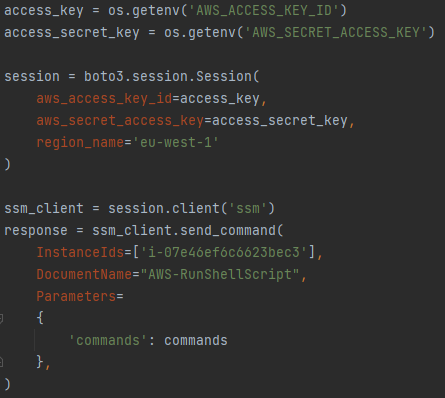 access_key = os.getenv('AWS_ACCESS_KEY_ID')
access_secret_key = os.getenv('AWS_SECRET_ACCESS_KEY')

session = boto3.session.Session(
    aws_access_key_id=access_key,
    aws_secret_access_key=access_secret_key,
    region_name='eu-west-1'
)

ssm_client = session.client('ssm')
response = ssm_client.send_command(
    InstanceIds=['i-07e46ef6c6623bec3'],
    DocumentName="AWS-RunShellScript",
    Parameters=
    {
        'commands': commands
    },
)